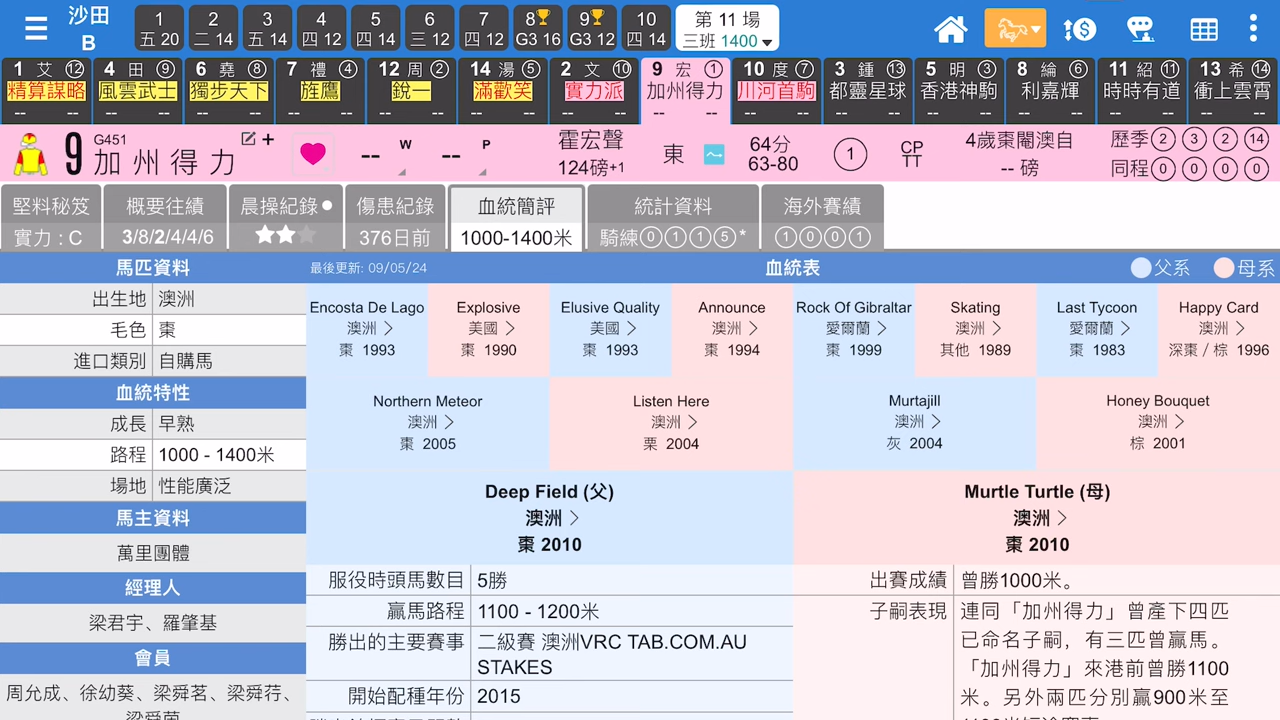 沙田
B
1 五 20
2 二 14
3 五 14
4 四 12
5 四 14
6 三 12
7 四 12
8 G3 16
9 G3 12
10 四 14
第 11 場
三班 1400
1 艾 12 精算謀略 -- --
4 田 9 風雲武士 -- --
6 堯 8 獨步天下 -- --
7 禮 4 旌鷹 -- --
12 周 2 銳一 -- --
14 湯 5 滿歡笑 -- --
2 文 10 實力派 -- --
9 宏 1 加州得力 -- --
10 度 7 川河首駒 -- --
3 鍾 13 都靈星球 -- --
5 明 3 香港神駒 -- --
8 綸 6 利嘉輝 -- --
11 紹 11 時時有道 -- --
13 希 14 衝上雲霄 -- --
9 G451 加州得力
-- W -- P
霍宏聲
124磅+1
東
64分
63-80
1
CP
TT
4歲棗閹澳自
-- 磅
歷季 2 3 2 14
同程 0 0 0 0
堅料秘笈
實力 : C
概要往績
3/8/2/4/4/6
晨操紀錄
傷患紀錄
376日前
血統簡評
1000-1400米
統計資料
騎練 0 1 1 5 *
海外賽績
1 0 0 1
馬匹資料
出生地 澳洲
毛色 棗
進口類別 自購馬
血統特性
成長 早熟
路程 1000 - 1400米
場地 性能廣泛
馬主資料
萬里團體
經理人
梁君宇、羅肇基
會員
周允成、徐幼葵、梁舜茗、梁舜荇、
最後更新: 09/05/24
血統表
父系 母系
Encosta De Lago
澳洲
棗 1993
Explosive
美國
棗 1990
Elusive Quality
美國
棗 1993
Announce
澳洲
棗 1994
Rock Of Gibraltar
愛爾蘭
棗 1999
Skating
澳洲
其他 1989
Last Tycoon
愛爾蘭
棗 1983
Happy Card
澳洲
深棗 / 棕 1996
Northern Meteor
澳洲
棗 2005
Listen Here
澳洲
栗 2004
Murtajill
澳洲
灰 2004
Honey Bouquet
澳洲
棕 2001
Deep Field (父)
澳洲
棗 2010
Murtle Turtle (母)
澳洲
棗 2010
服役時頭馬數目 5勝
贏馬路程 1100 - 1200米
勝出的主要賽事 二級賽 澳洲VRC TAB.COM.AU
STAKES
開始配種年份 2015
出賽成績 曾勝1000米。
子嗣表現 連同「加州得力」曾產下四匹
已命名子嗣，有三匹曾贏馬。
「加州得力」來港前曾勝1100
米。另外兩匹分別贏900米至